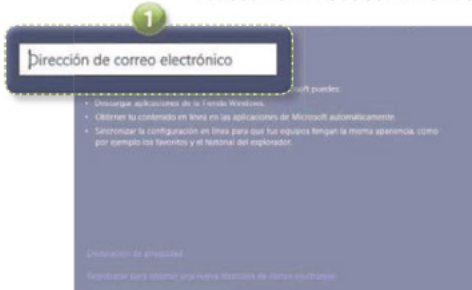 1
Dirección de correo electrónico
soft puedes:
• Descargar aplicaciones de la Tienda Windows.
• Obtener tu contenido en línea en las aplicaciones de Microsoft automáticamente.
• Sincronizar la configuración en línea para que tus equipos tengan la misma apariencia, como
por ejemplo los favoritos y el historial del explorador.
Declaración de privacidad
Registrarse para obtener una nueva dirección de correo electrónico